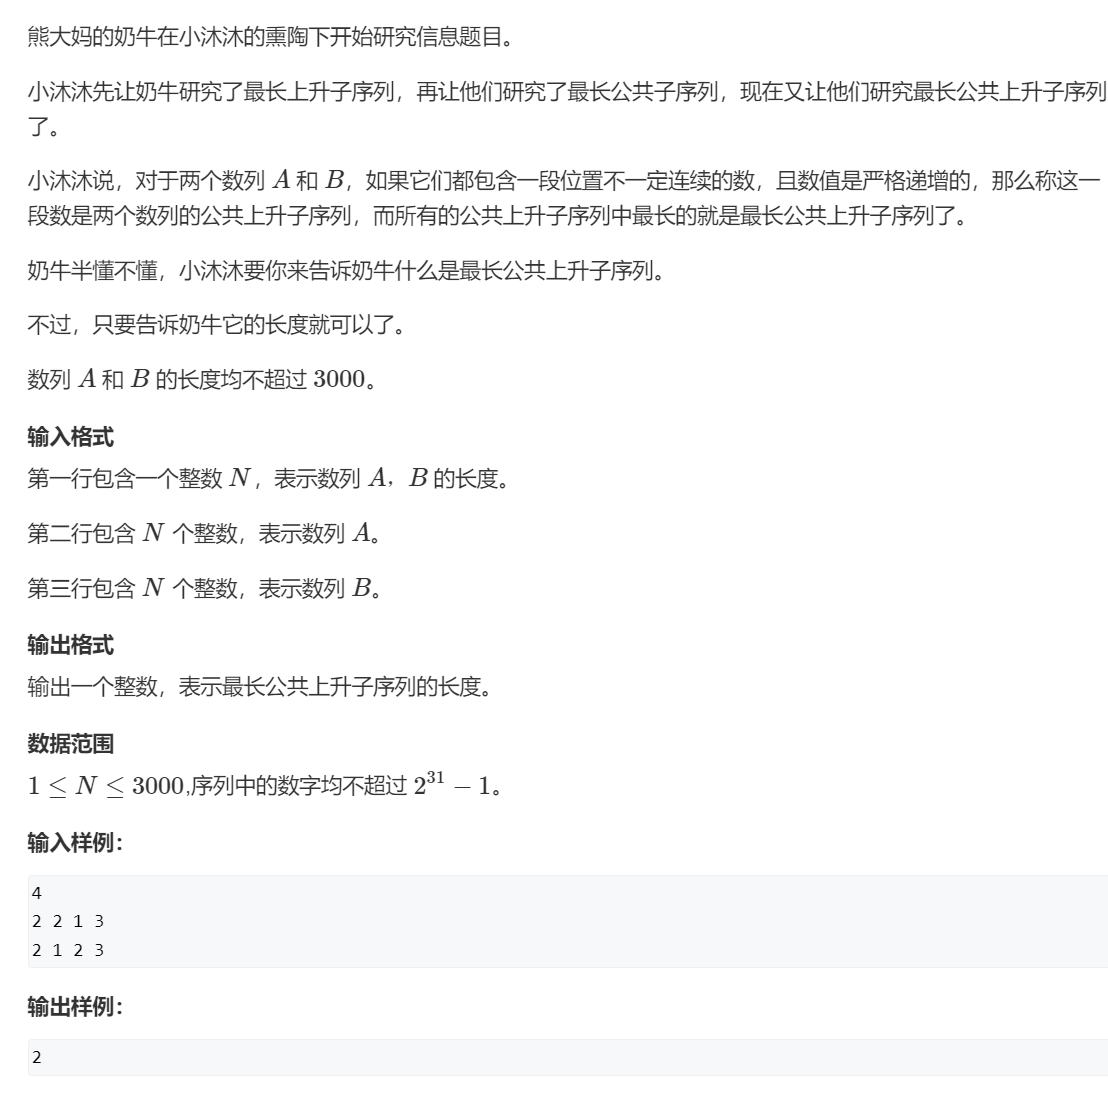 熊大妈的奶牛在小沐沐的熏陶下开始研究信息题目。
小沐沐先让奶牛研究了最长上升子序列，再让他们研究了最长公共子序列，现在又让他们研究最长公共上升子序列
了。
小沐沐说，对于两个数列 A 和 B，如果它们都包含一段位置不一定连续的数，且数值是严格递增的，那么称这一
段数是两个数列的公共上升子序列，而所有的公共上升子序列中最长的就是最长公共上升子序列了。
奶牛半懂不懂，小沐沐要你来告诉奶牛什么是最长公共上升子序列。
不过，只要告诉奶牛它的长度就可以了。
数列 A 和 B 的长度均不超过 3000。
输入格式
第一行包含一个整数 N，表示数列 A，B 的长度。
第二行包含 N 个整数，表示数列 A。
第三行包含 N 个整数，表示数列 B。
输出格式
输出一个整数，表示最长公共上升子序列的长度。
数据范围
1 ≤ N ≤ 3000,序列中的数字均不超过 2^31 − 1。
输入样例：
4
2 2 1 3
2 1 2 3
输出样例：
2